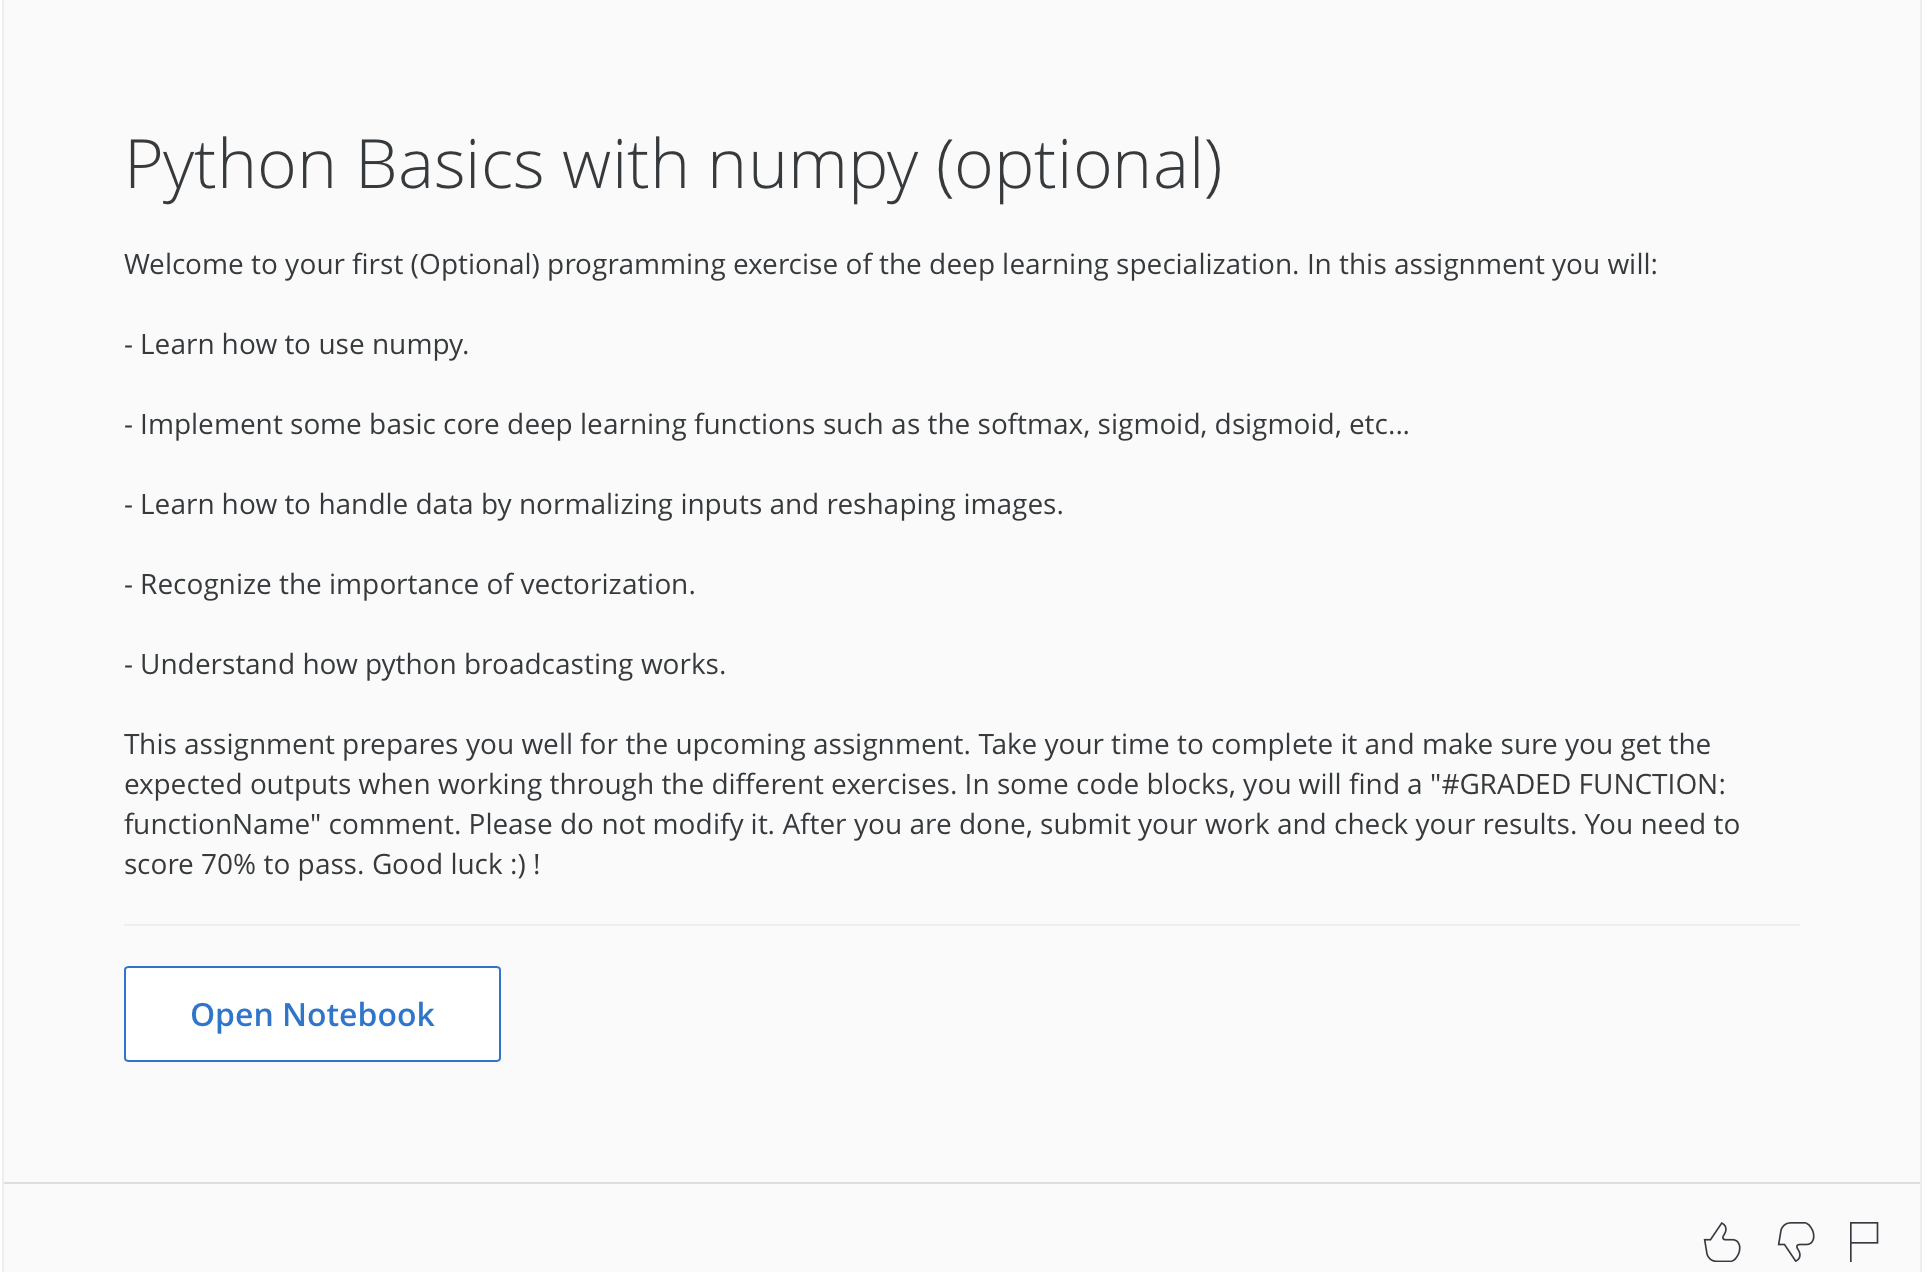 Python Basics with numpy (optional)
Welcome to your first (Optional) programming exercise of the deep learning specialization. In this assignment you will:
- Learn how to use numpy.
- Implement some basic core deep learning functions such as the softmax, sigmoid, dsigmoid, etc...
- Learn how to handle data by normalizing inputs and reshaping images.
- Recognize the importance of vectorization.
- Understand how python broadcasting works.
This assignment prepares you well for the upcoming assignment. Take your time to complete it and make sure you get the
expected outputs when working through the different exercises. In some code blocks, you will find a "#GRADED FUNCTION:
functionName" comment. Please do not modify it. After you are done, submit your work and check your results. You need to
score 70% to pass. Good luck :) !
Open Notebook